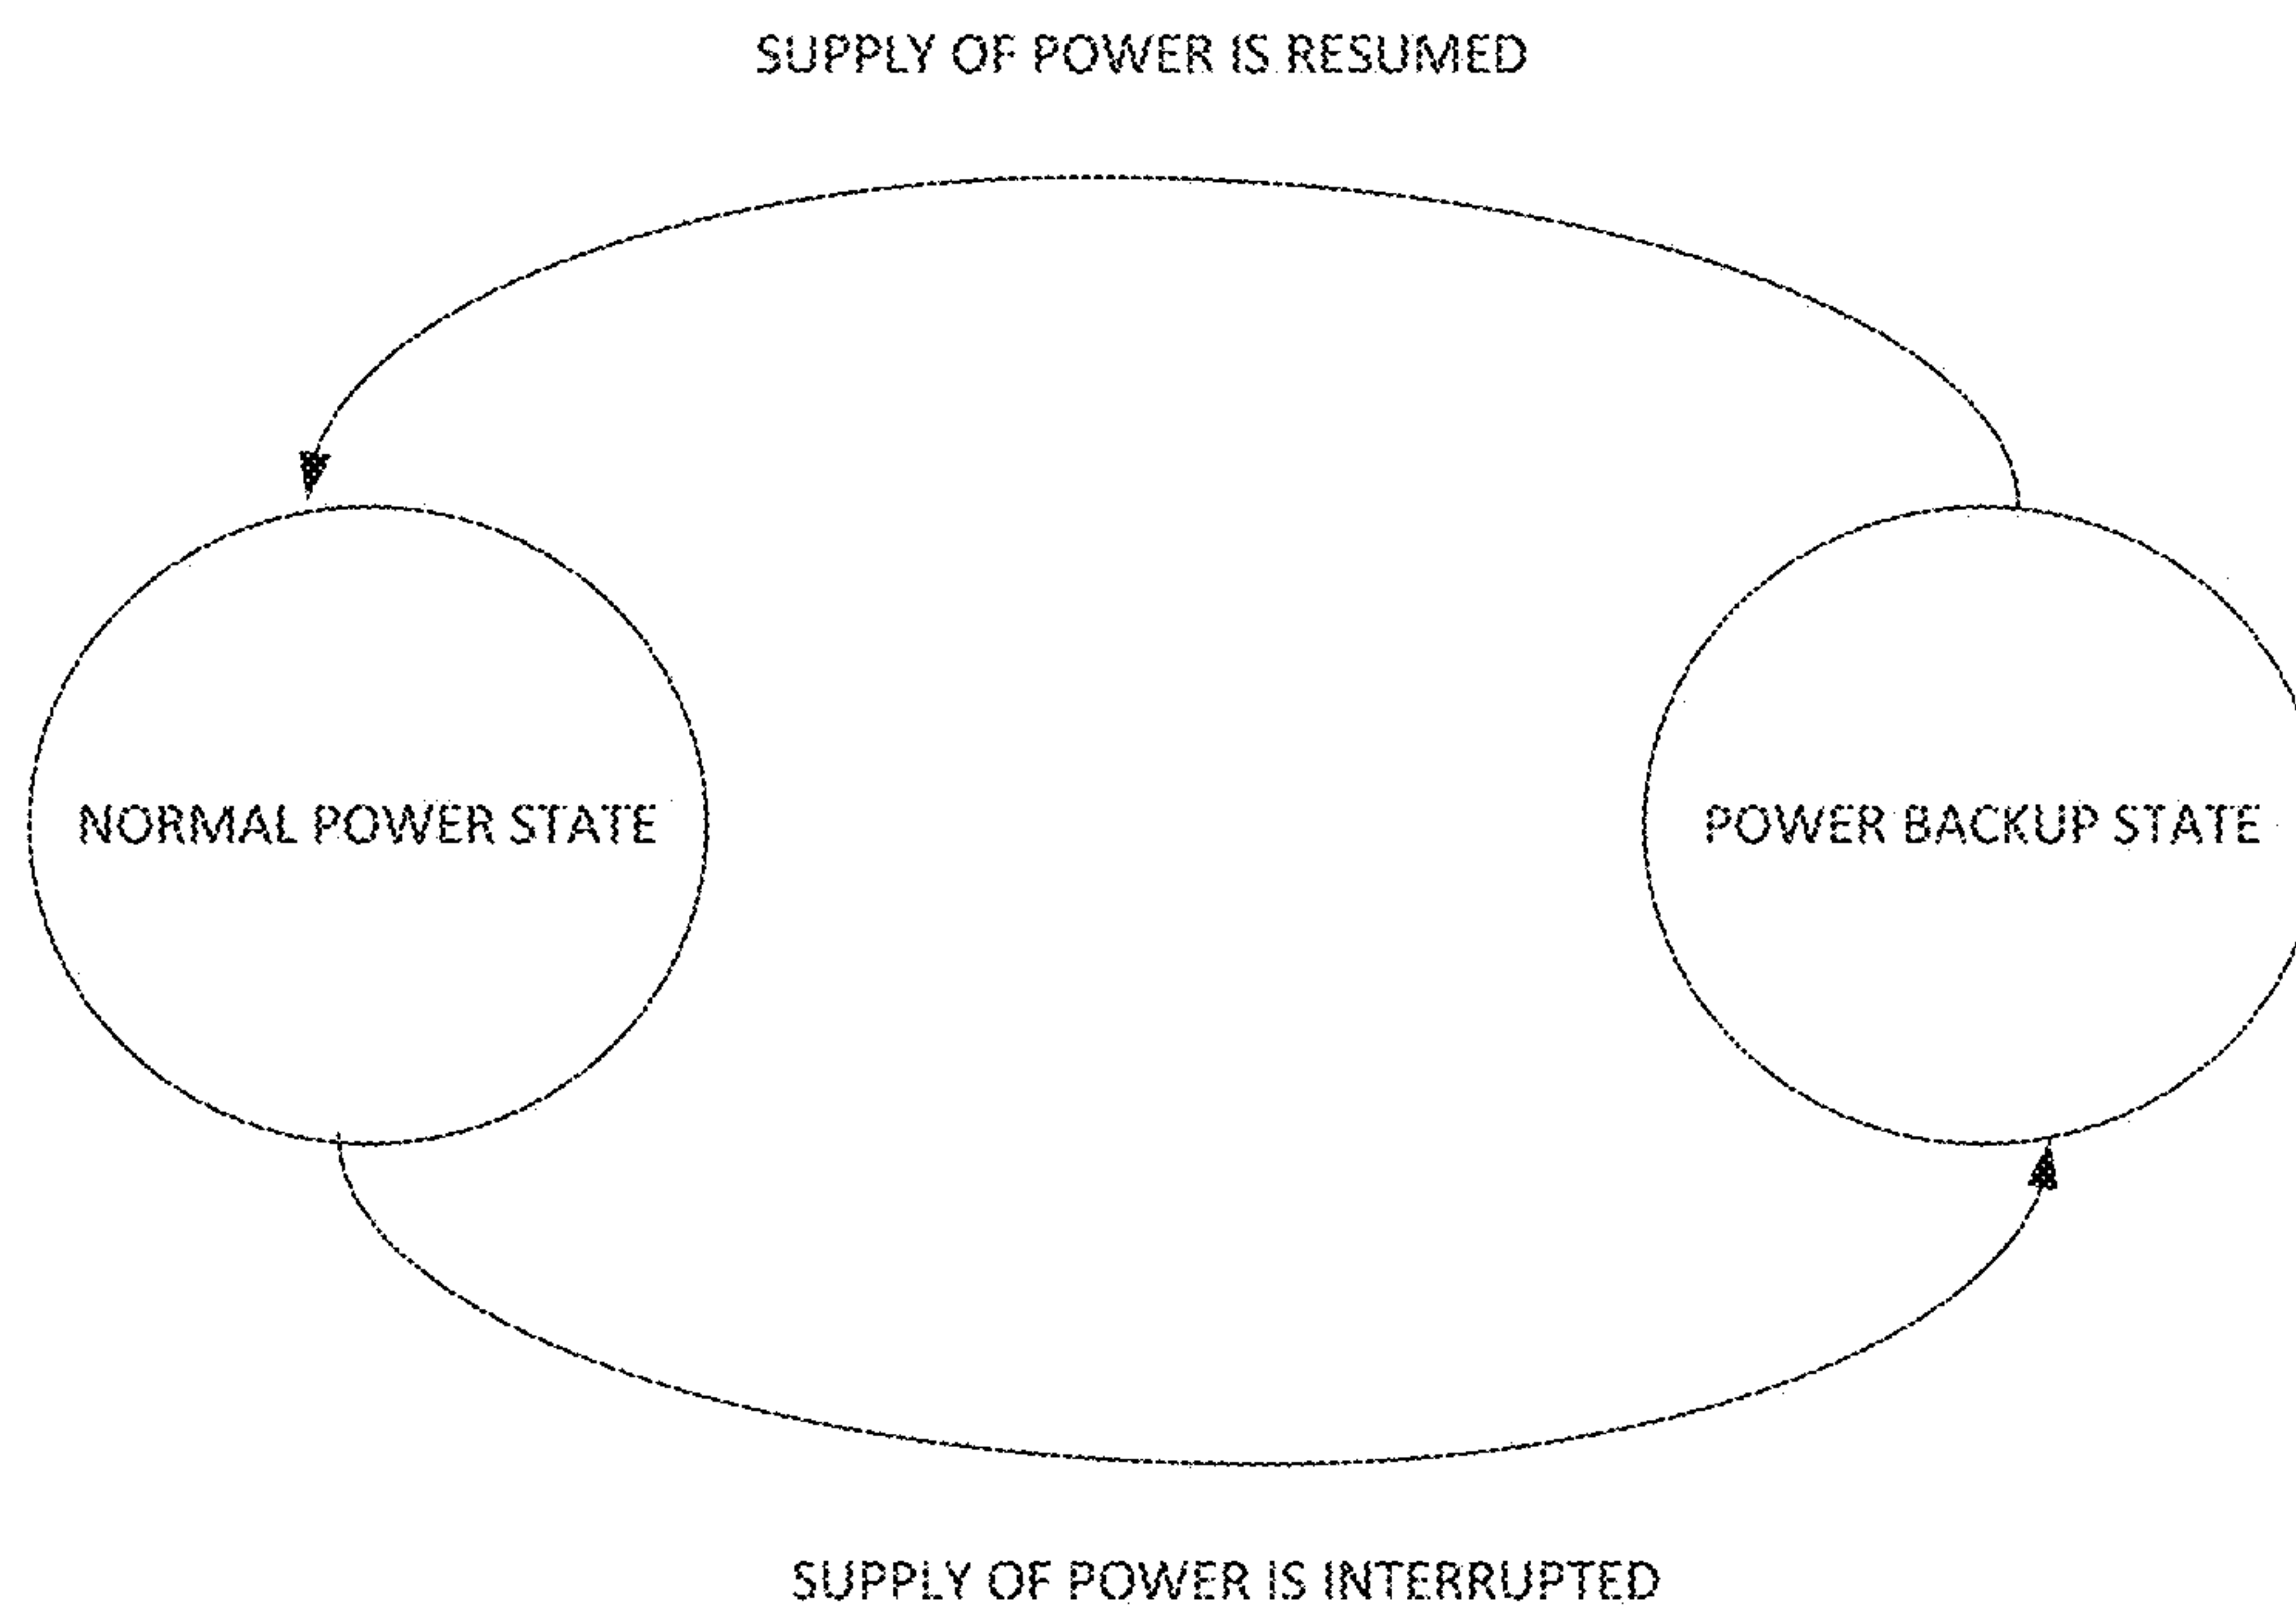 SUPPLY OF POWER IS RESUMED
NORMAL POWER STATE
POWER BACKUP STATE
SUPPLY OF POWER IS INTERRUPTED